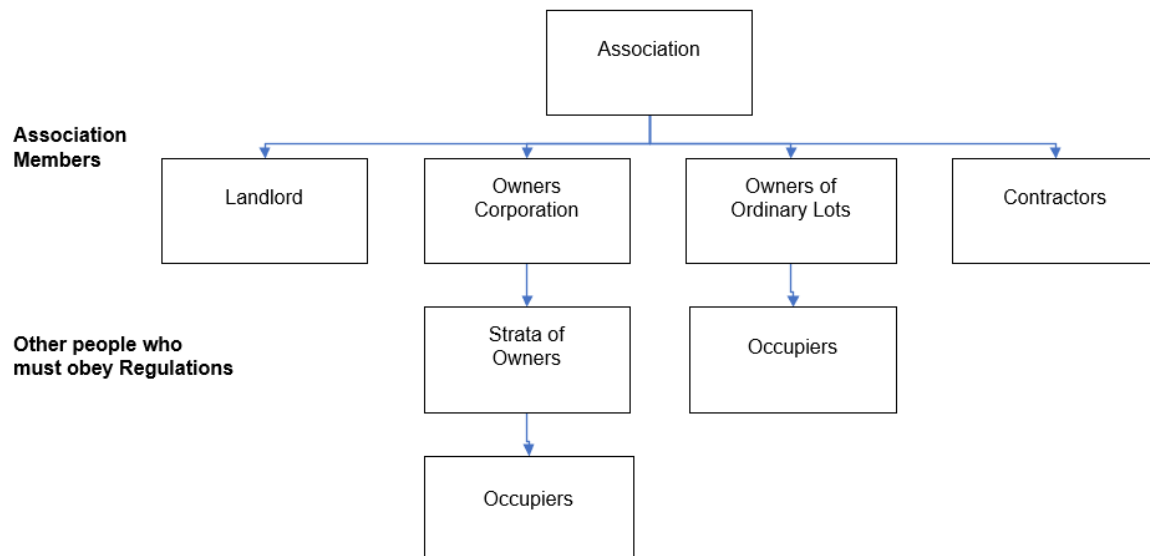 Association
Association
Members
Landlord
Owners
Corporation
Owners of
Ordinary Lots
Contractors
Other people who
must obey Regulations
Strata of
Owners
Occupiers
Occupiers